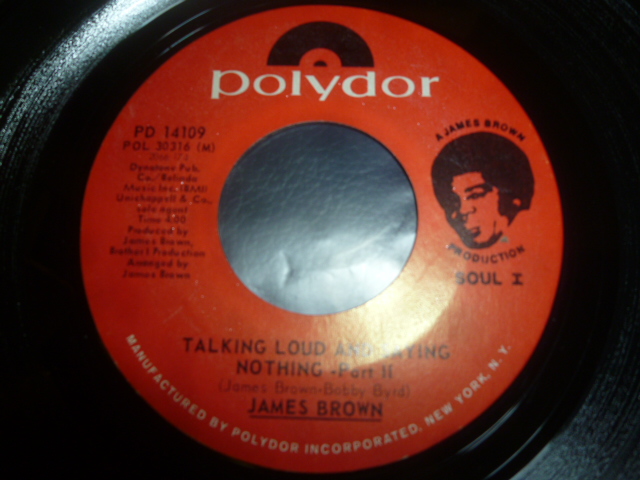 polydor
PD 14109
POL 30316 (M)
Dynatone Pub.
Co./Belinda
Music Inc. (BMI)
Unichappell & Co.,
sole agent
Time 4:00
Produced by
James Brown,
Brothers Production
Arranged by
James Brown
A JAMES BROWN
PRODUCTION
SOUL I
TALKING LOUD AND SAYING
NOTHING - Part II
(James Brown-Bobby Byrd)
JAMES BROWN
MANUFACTURED BY POLYDOR INCORPORATED, NEW YORK, N.Y.